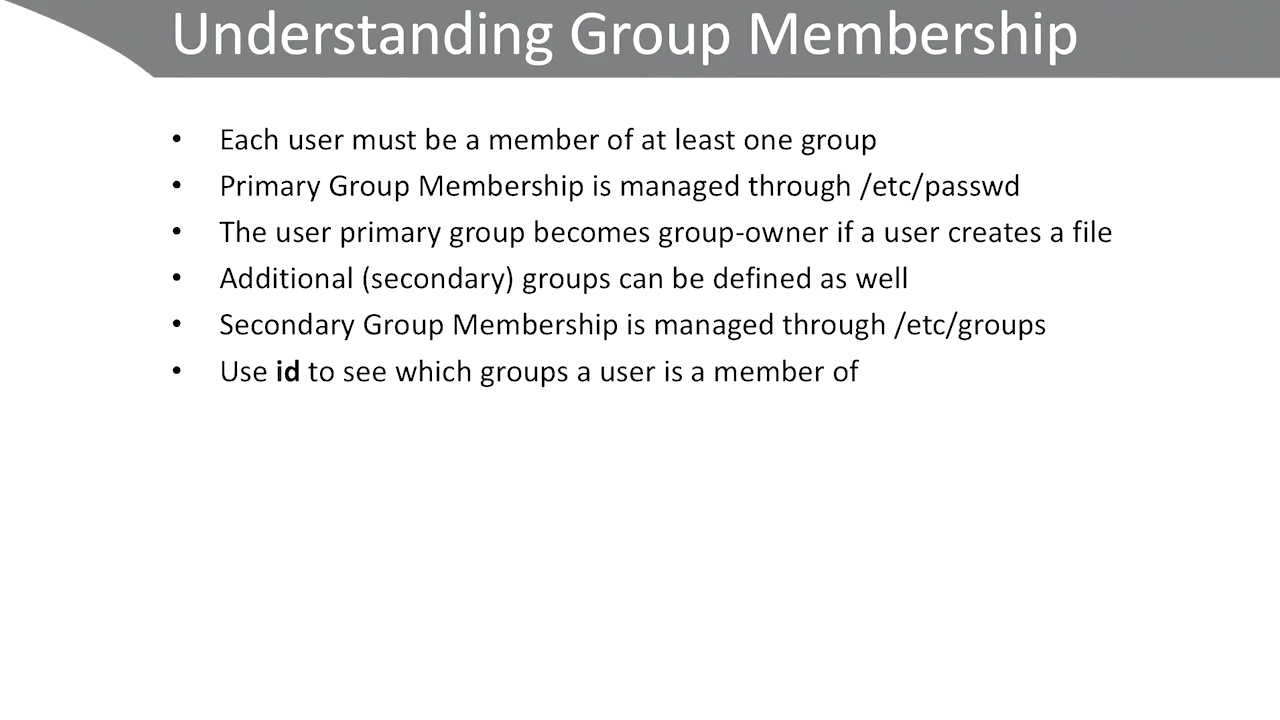 Understanding Group Membership
• Each user must be a member of at least one group
• Primary Group Membership is managed through /etc/passwd
• The user primary group becomes group-owner if a user creates a file
• Additional (secondary) groups can be defined as well
• Secondary Group Membership is managed through /etc/groups
• Use id to see which groups a user is a member of